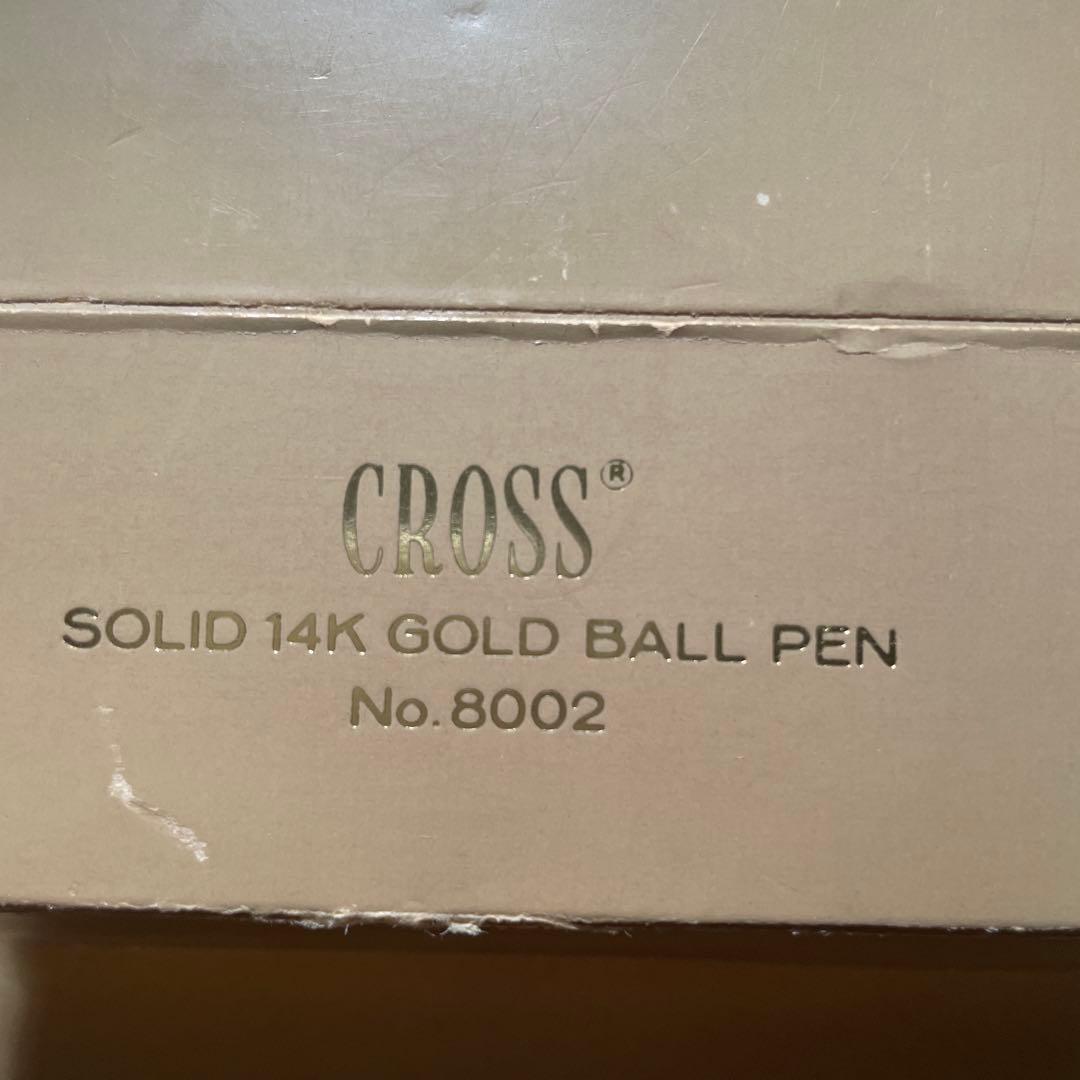 CROSS®
SOLID 14K GOLD BALL PEN
No. 8002